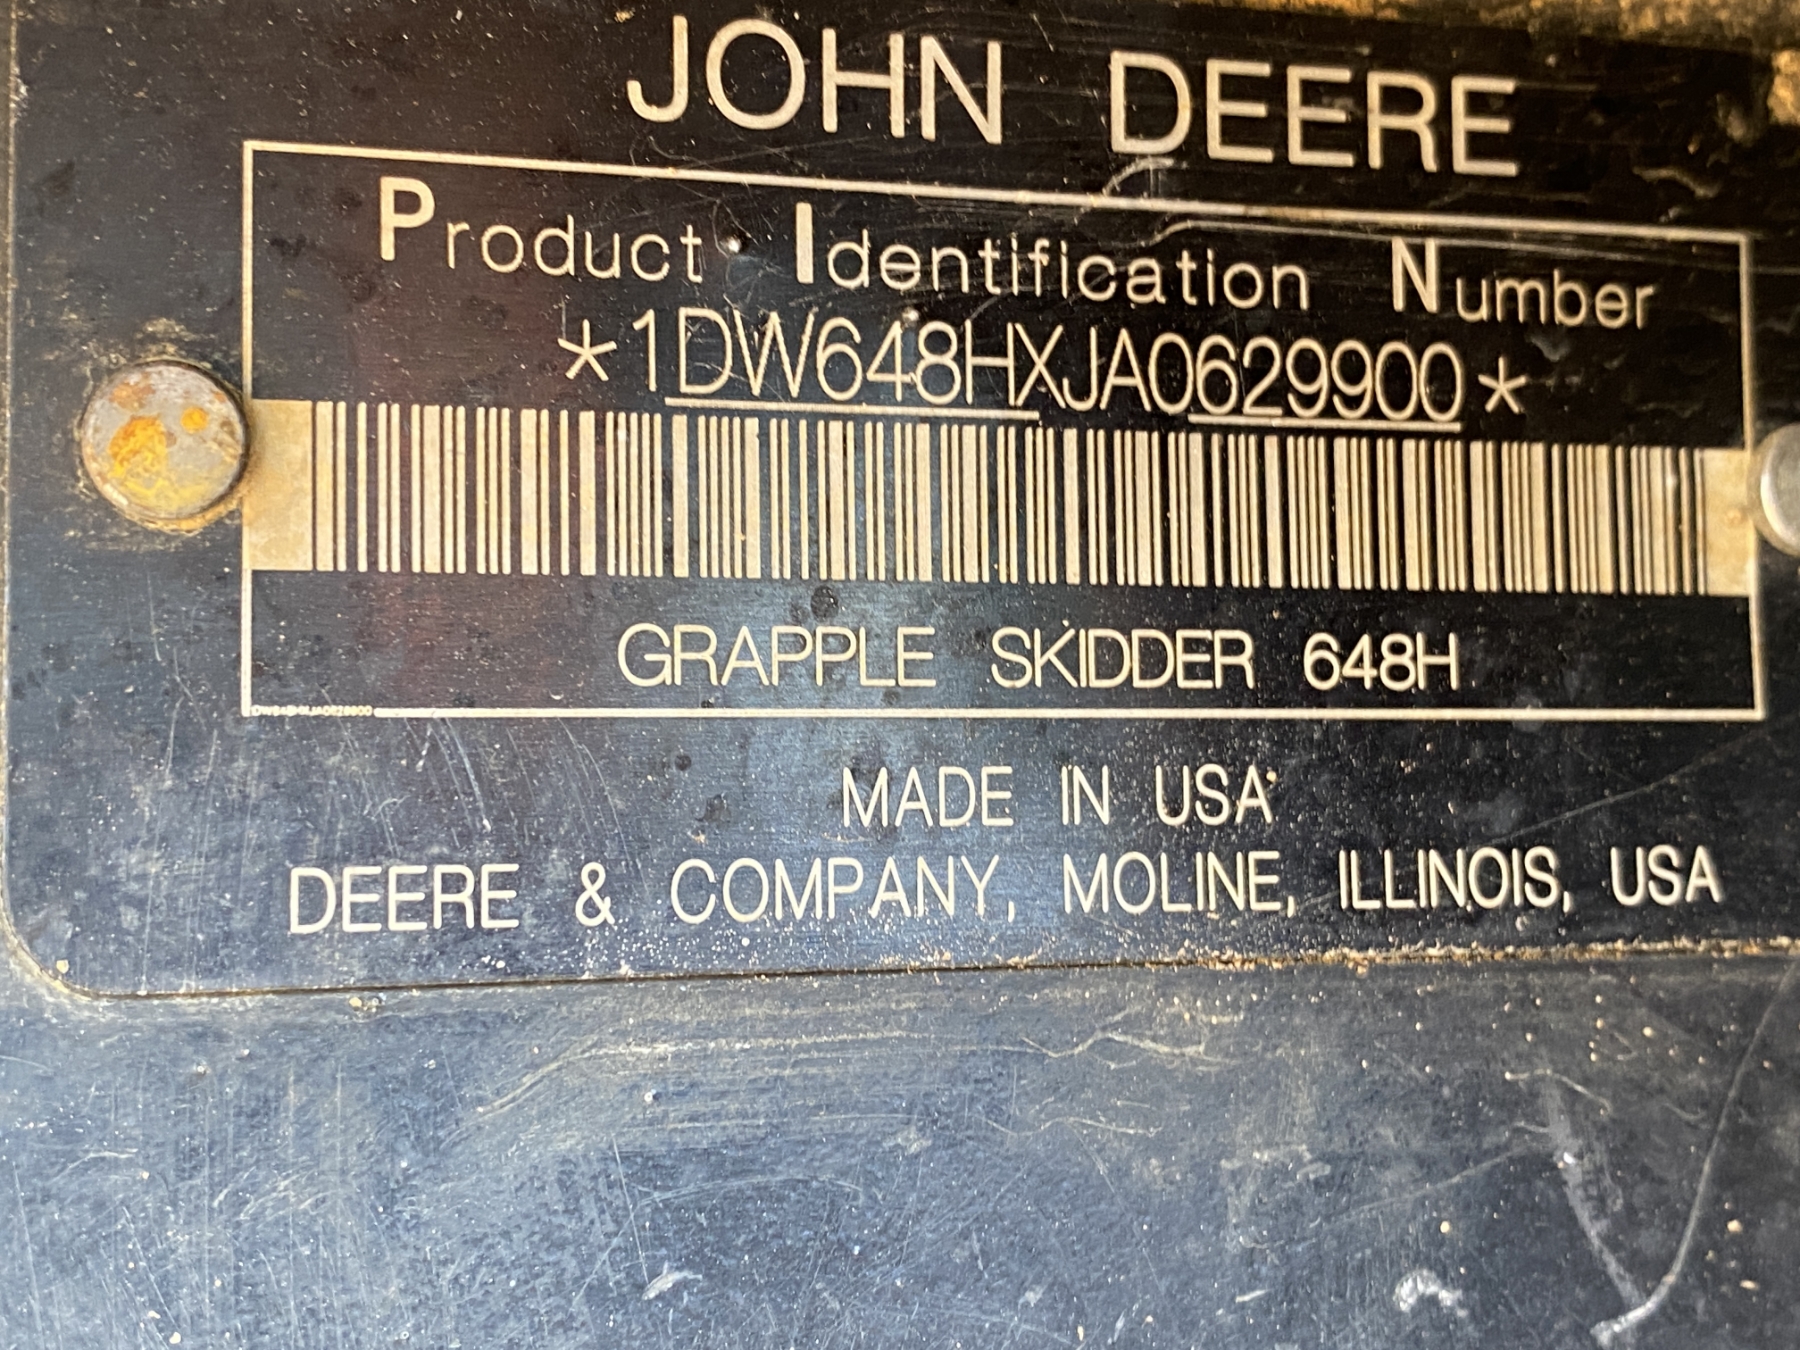 JOHN DEERE
Product Identification Number
*1DW648HXJA0629900*
GRAPPLE SKIDDER 648H
MADE IN USA
DEERE & COMPANY, MOLINE, ILLINOIS, USA